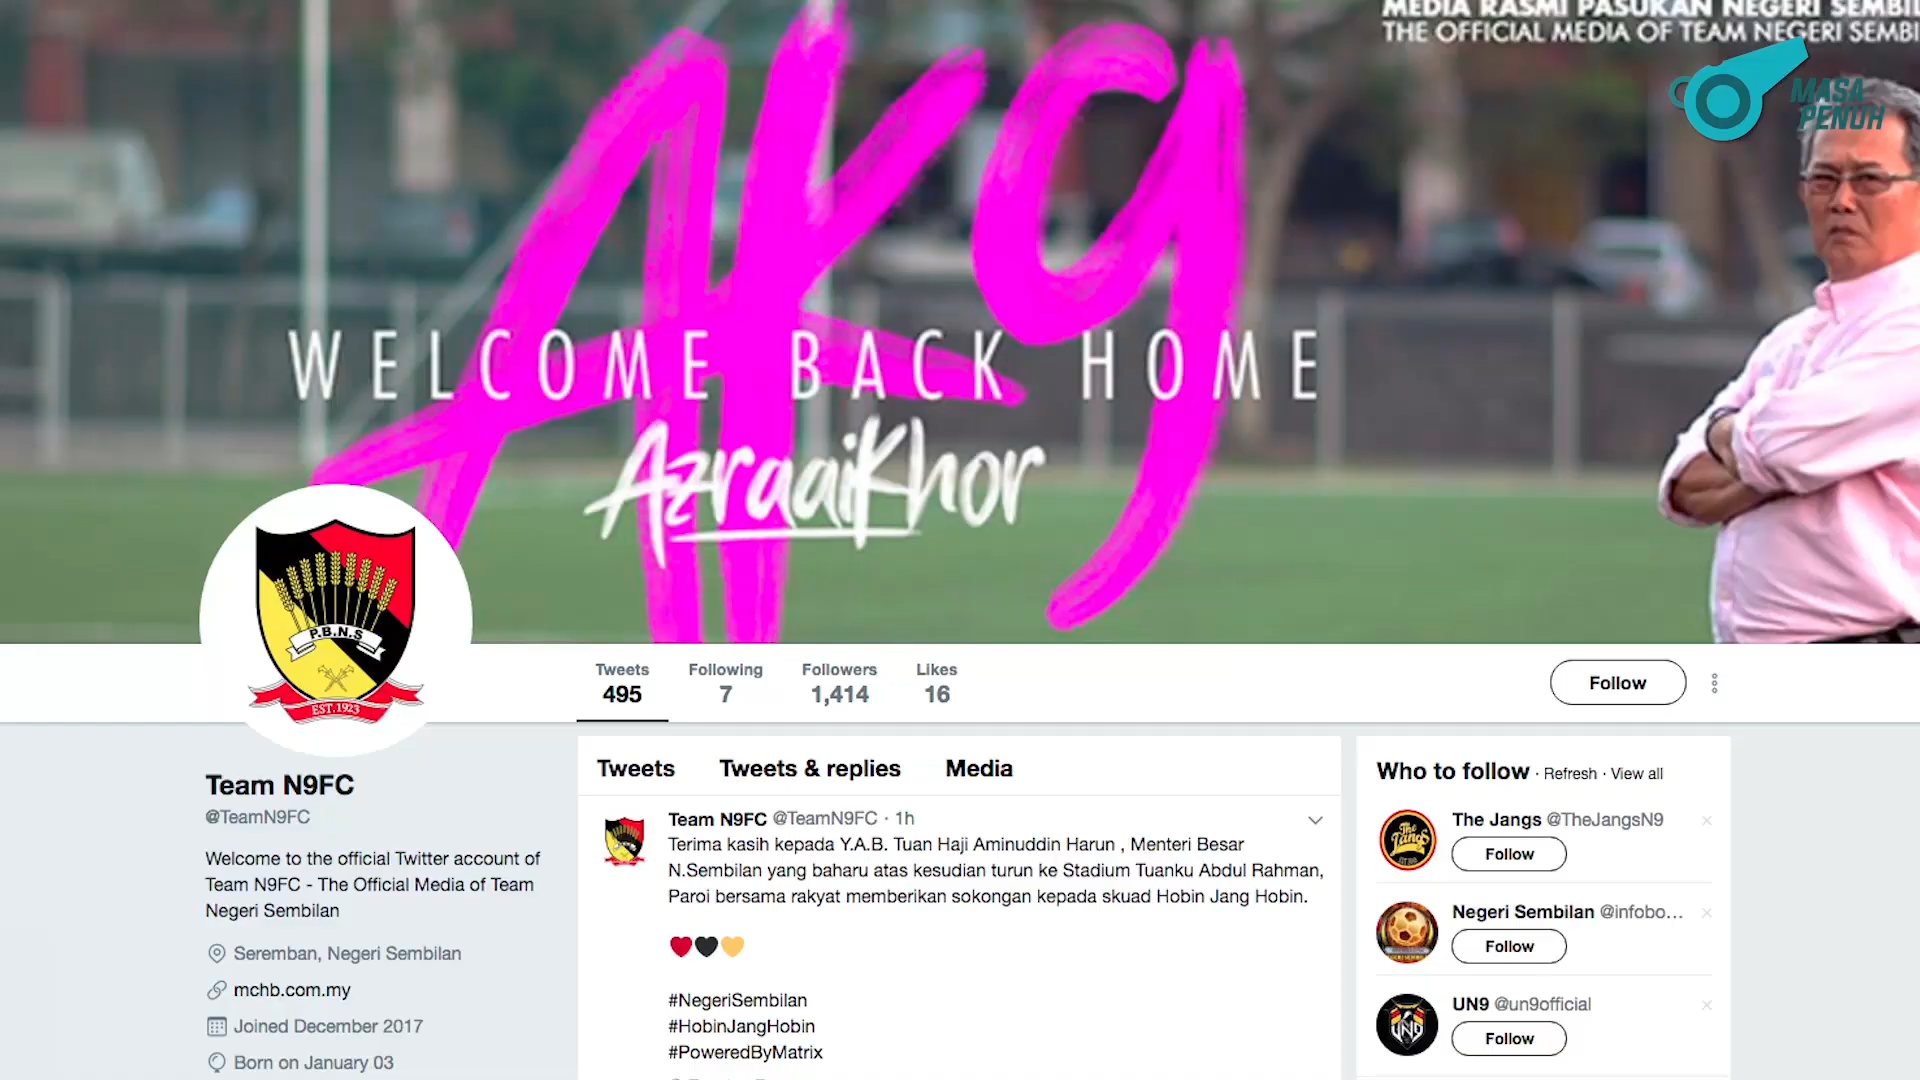 MEDIA RASMI PASUKAN NEGERI SEMBIL
THE OFFICIAL MEDIA OF TEAM NEGERI SEMBI
MASA
PENUH
AK9
WELCOME BACK HOME
AzraaiKhor
P.B.N.S
EST.1923
Tweets Following Followers Likes
495 7 1,414 16
Follow
Team N9FC
@TeamN9FC
Welcome to the official Twitter account of
Team N9FC - The Official Media of Team
Negeri Sembilan
Seremban, Negeri Sembilan
mchb.com.my
Joined December 2017
Born on January 03
Tweets Tweets & replies Media
Team N9FC @TeamN9FC · 1h
Terima kasih kepada Y.A.B. Tuan Haji Aminuddin Harun , Menteri Besar
N.Sembilan yang baharu atas kesudian turun ke Stadium Tuanku Abdul Rahman,
Paroi bersama rakyat memberikan sokongan kepada skuad Hobin Jang Hobin.
#NegeriSembilan
#HobinJangHobin
#PoweredByMatrix
Who to follow · Refresh · View all
The Jangs @TheJangsN9
Follow
Negeri Sembilan @infobo...
Follow
UN9 @un9official
Follow
The Jangs
UN9